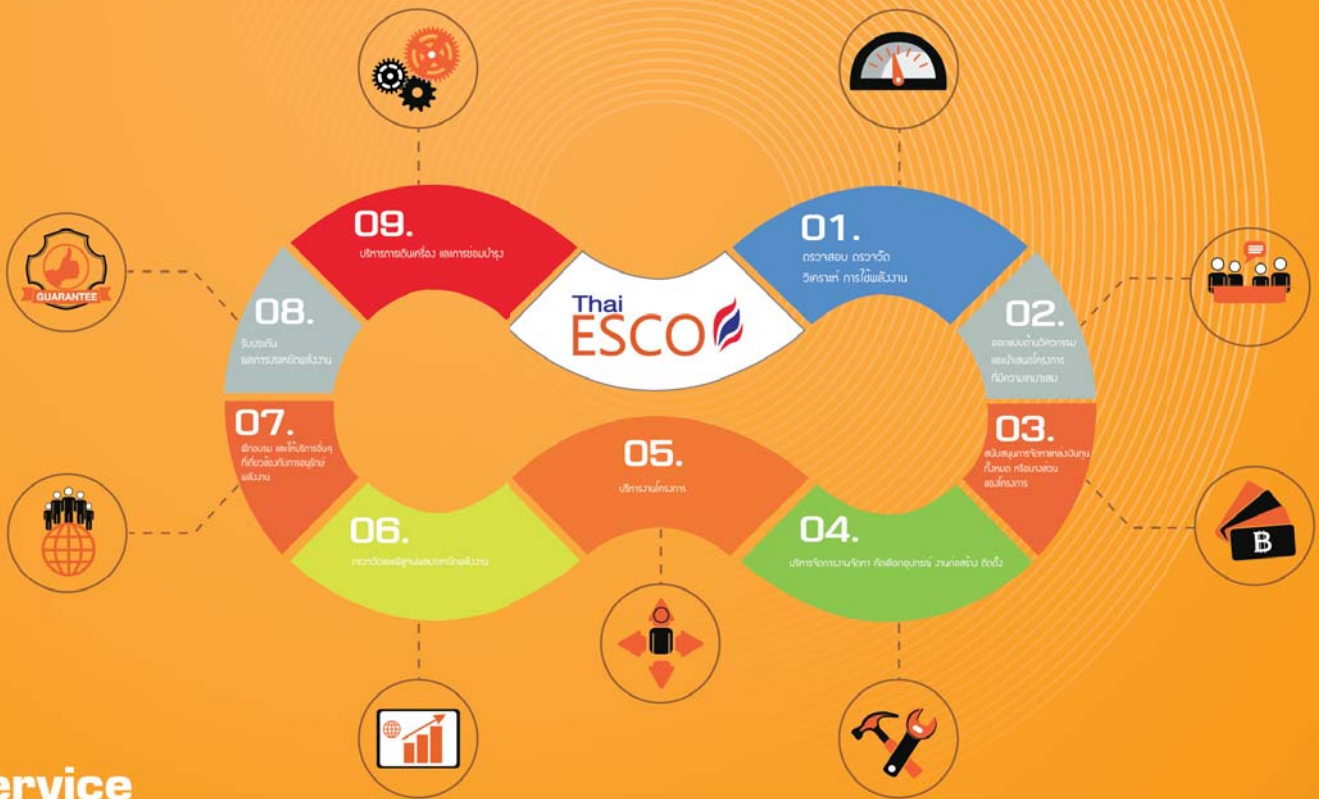 Thai
ESCO
01.
ตรวจสอบ ตรวจวัด
วิเคราะห์ การใช้พลังงาน
02.
ออกแบบด้านวิศวกรรม
และนำเสนอโครงการ
ที่มีความเหมาะสม
03.
สนับสนุนการจัดหาแหล่งเงินทุน
ทั้งหมด หรือบางส่วน
ของโครงการ
฿
04.
บริหารจัดการงานจัดหา คัดเลือกอุปกรณ์ งานก่อสร้าง ติดตั้ง
05.
บริหารงานโครงการ
06.
ตรวจวัดและพิสูจน์ผลประหยัดพลังงาน
07.
ฝึกอบรม และให้บริการอื่นๆ
ที่เกี่ยวข้องกับการอนุรักษ์
พลังงาน
08.
รับประกัน
ผลการประหยัดพลังงาน
GUARANTEE
09.
บริหารการเดินเครื่อง และการซ่อมบำรุง
ervice